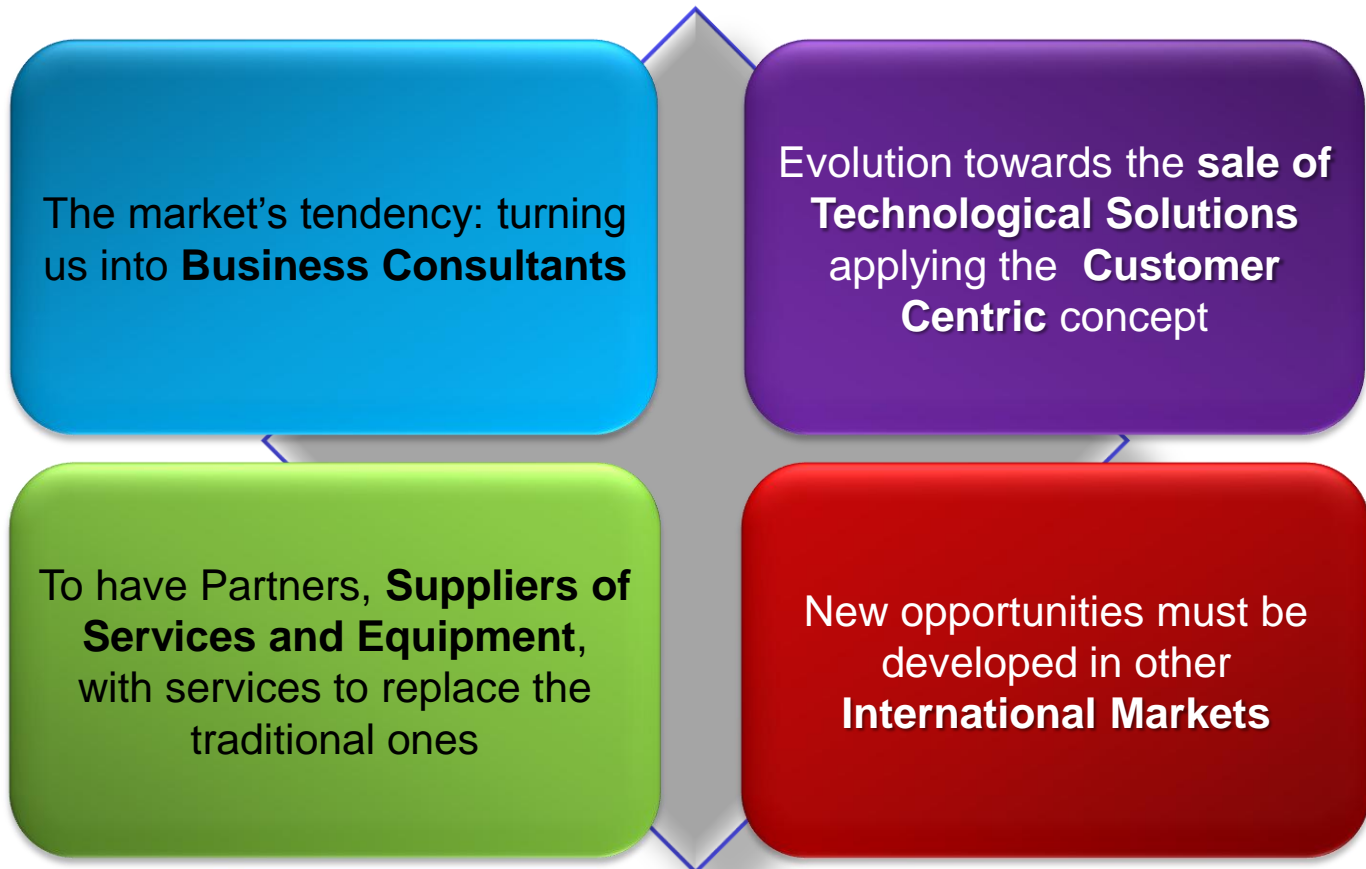 The market’s tendency: turning
us into Business Consultants
Evolution towards the sale of
Technological Solutions
applying the  Customer
Centric concept
To have Partners, Suppliers of
Services and Equipment,
with services to replace the
traditional ones
New opportunities must be
developed in other
International Markets